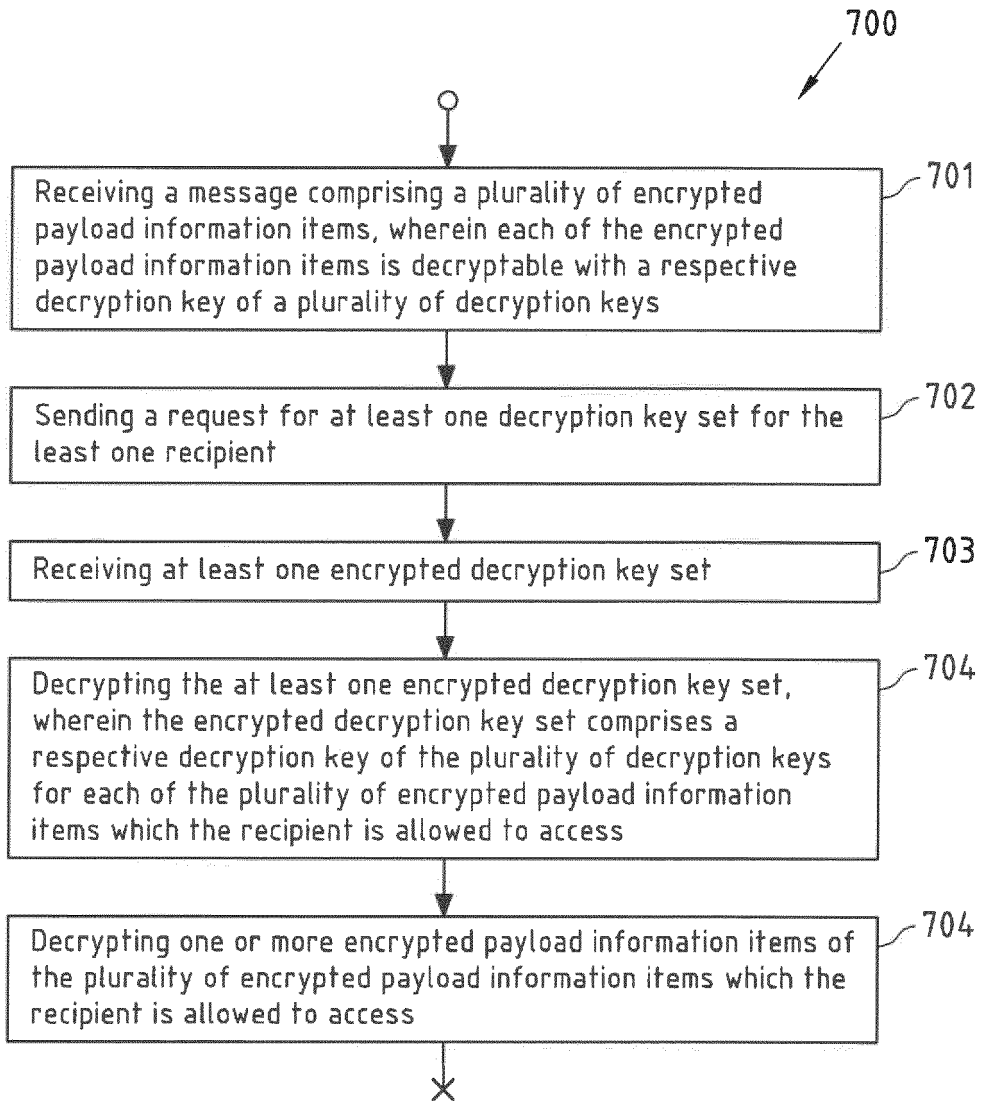 700
701
Receiving a message comprising a plurality of encrypted
payload information items, wherein each of the encrypted
payload information items is decryptable with a respective
decryption key of a plurality of decryption keys
702
Sending a request for at least one decryption key set for the
least one recipient
703
Receiving at least one encrypted decryption key set
704
Decrypting the at least one encrypted decryption key set,
wherein the encrypted decryption key set comprises a
respective decryption key of the plurality of decryption keys
for each of the plurality of encrypted payload information
items which the recipient is allowed to access
704
Decrypting one or more encrypted payload information items of
the plurality of encrypted payload information items which the
recipient is allowed to access